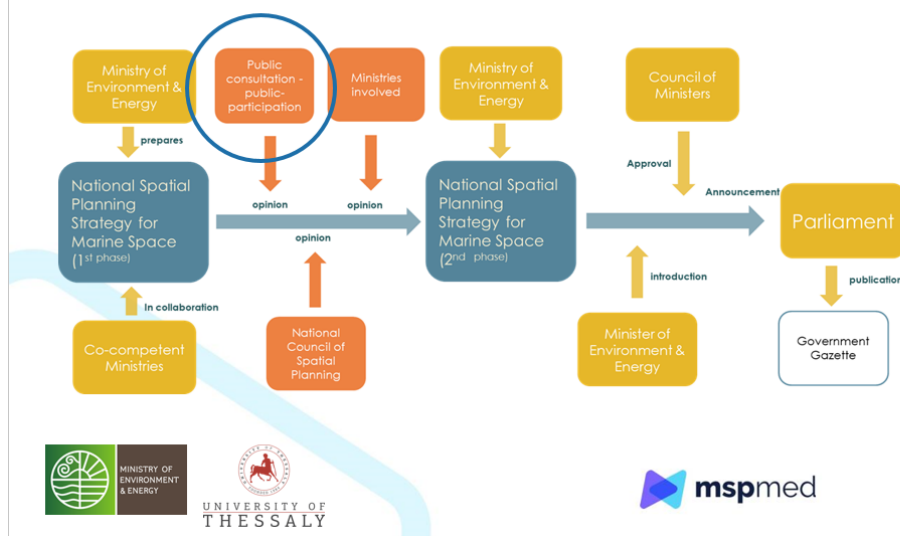 Ministry of
Environment &
Energy
Public
consultation -
public-
participation
Ministries
involved
Ministry of
Environment &
Energy
Council of
Ministers
prepares
Approval
National Spatial
Planning
Strategy for
Marine Space
(1st phase)
opinion
opinion
opinion
National Spatial
Planning
Strategy for
Marine Space
(2nd phase)
Announcement
Parliament
In collaboration
introduction
publication
Co-competent
Ministries
National
Council of
Spatial
Planning
Minister of
Environment &
Energy
Government
Gazette
MINISTRY OF
ENVIRONMENT
& ENERGY
UNIVERSITY OF
THESSALY
mspmed